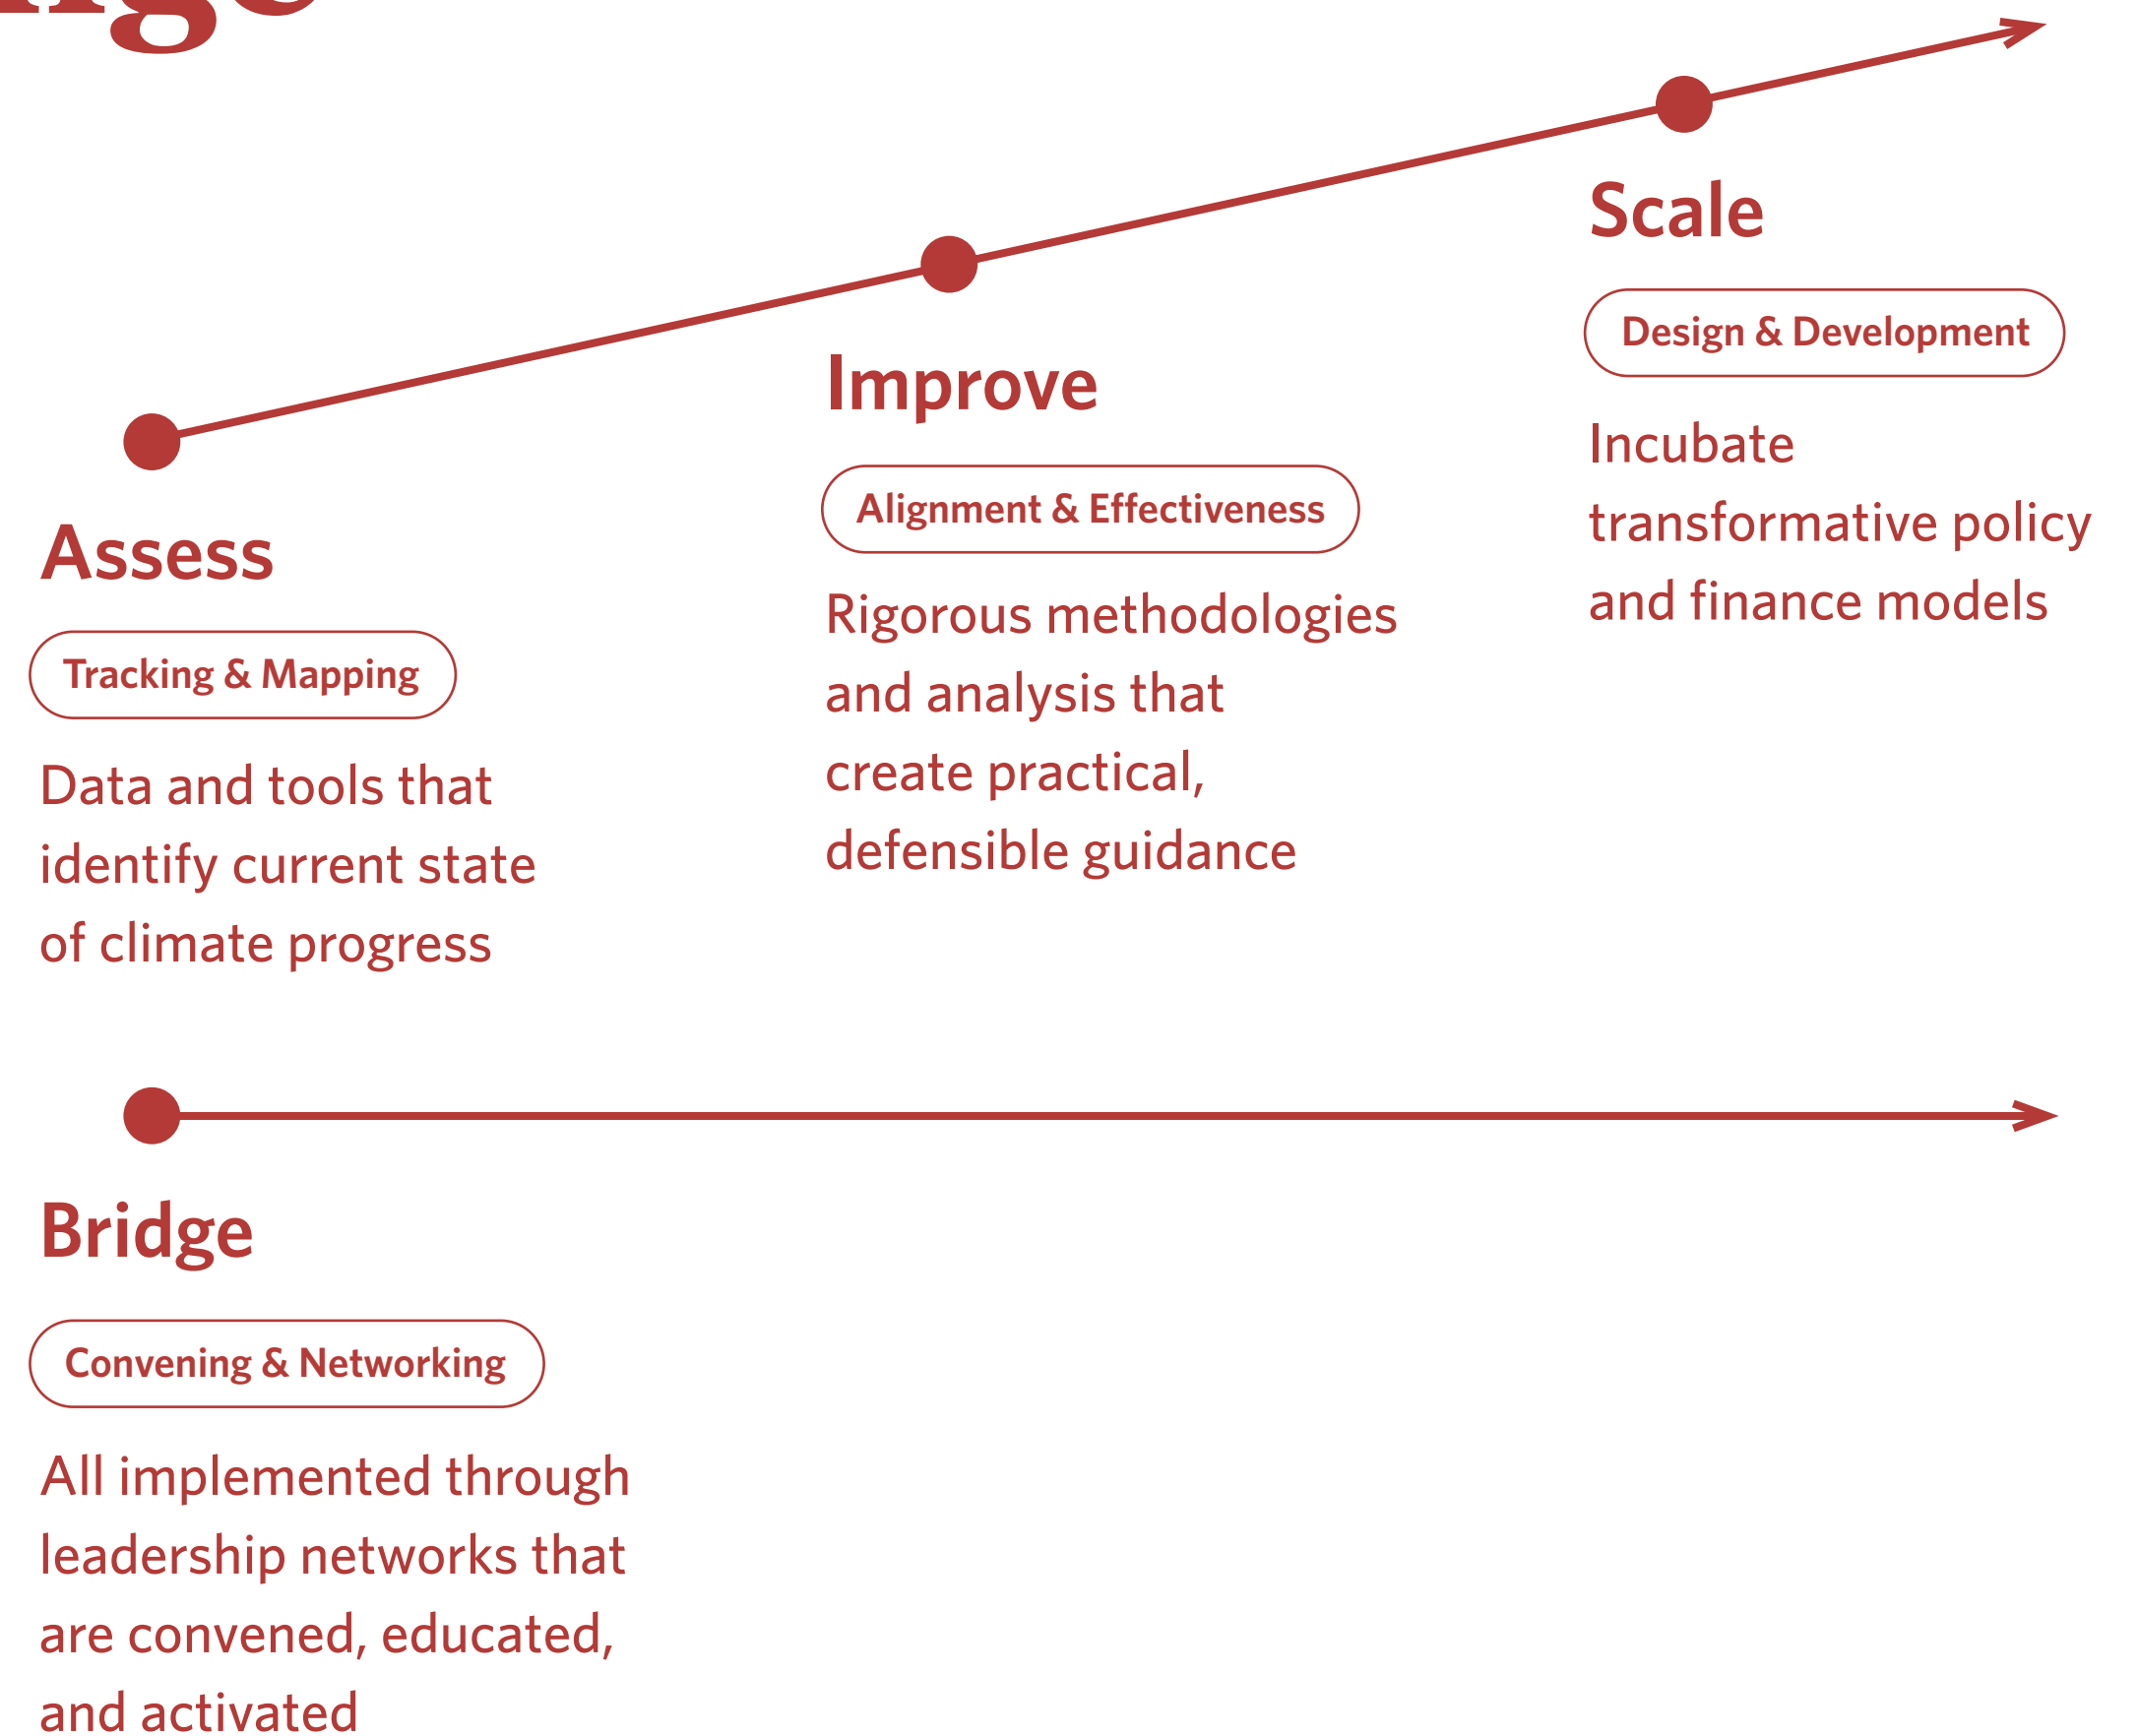 Assess
Tracking & Mapping
Data and tools that
identify current state
of climate progress
Improve
Alignment & Effectiveness
Rigorous methodologies
and analysis that
create practical,
defensible guidance
Scale
Design & Development
Incubate
transformative policy
and finance models
Bridge
Convening & Networking
All implemented through
leadership networks that
are convened, educated,
and activated